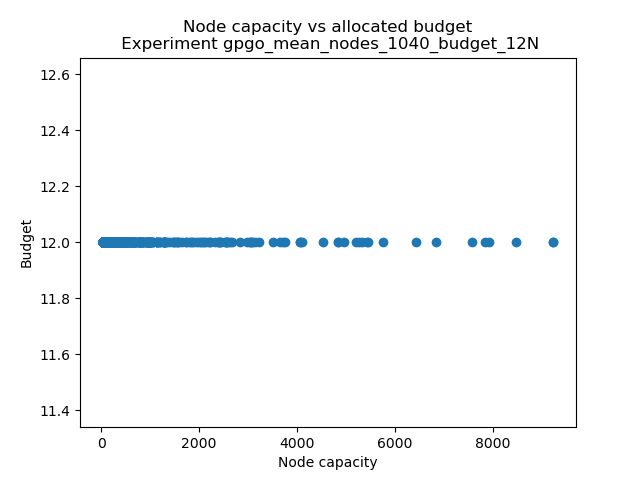 Node capacity vs allocated budget
Experiment gpgo_mean_nodes_1040_budget_12N
12.6
12.4
12.2
12.0
11.8
11.6
11.4
Budget
0 2000 4000 6000 8000
Node capacity